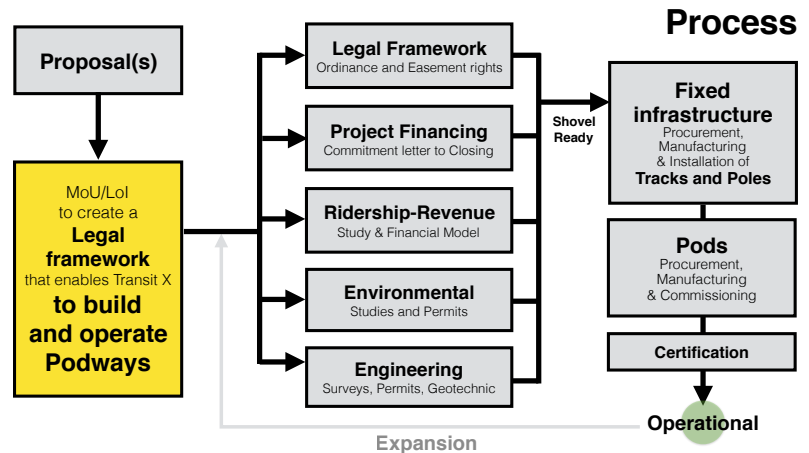 Process
Proposal(s)
MoU/LoI
to create a
Legal
framework
that enables Transit X
to build
and operate
Podways
Legal Framework
Ordinance and Easement rights
Project Financing
Commitment letter to Closing
Ridership-Revenue
Study & Financial Model
Environmental
Studies and Permits
Engineering
Surveys, Permits, Geotechnic
Shovel
Ready
Fixed
infrastructure
Procurement,
Manufacturing
& Installation of
Tracks and Poles
Pods
Procurement,
Manufacturing
& Commissioning
Certification
Operational
Expansion